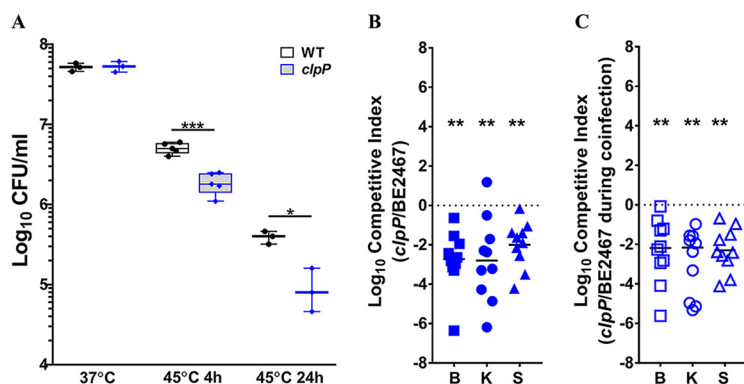 A
Log10 CFU/ml
8
7
6
5
4
WT
clpP
***
*
37°C
45°C 4h
45°C 24h
B
Log10 Competitive Index
(clpP/BE2467)
8
6
4
2
0
-2
-4
-6
-8
** ** **
B K S
C
Log10 Competitive Index
(clpP/BE2467 during coinfection)
8
6
4
2
0
-2
-4
-6
-8
** ** **
B K S